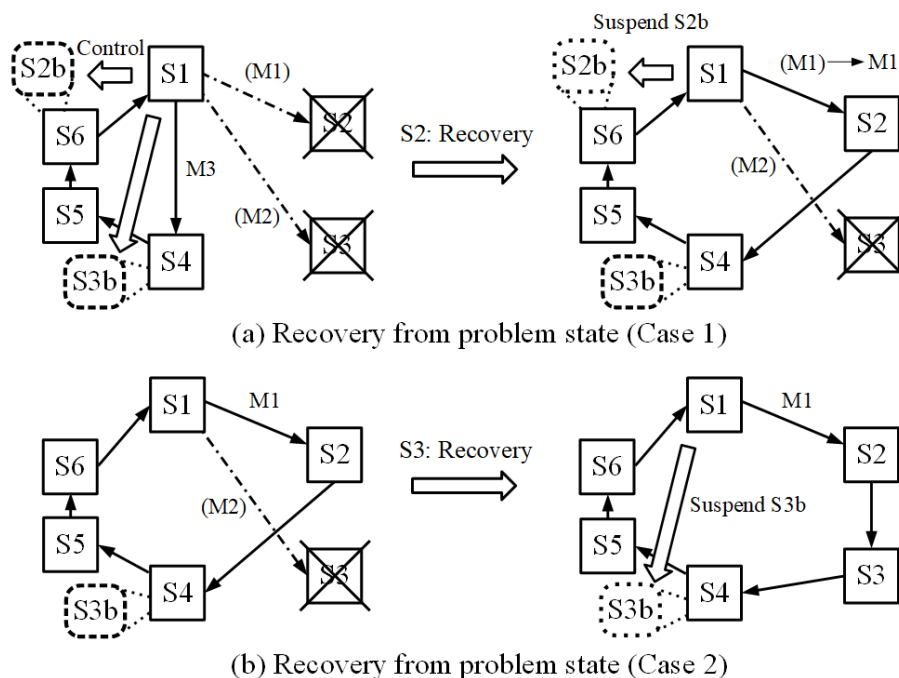 Control
S2b
S1
(M1)
S2
S6
M3
(M2)
S5
S4
S3
S3b
S2: Recovery
Suspend S2b
S2b
S1
(M1) M1
S2
S6
(M2)
S5
S4
S3
S3b
(a) Recovery from problem state (Case 1)
S1
M1
S2
S6
(M2)
S5
S4
S3
S3b
S3: Recovery
S1
M1
S2
S6
Suspend S3b
S5
S4
S3
S3b
(b) Recovery from problem state (Case 2)